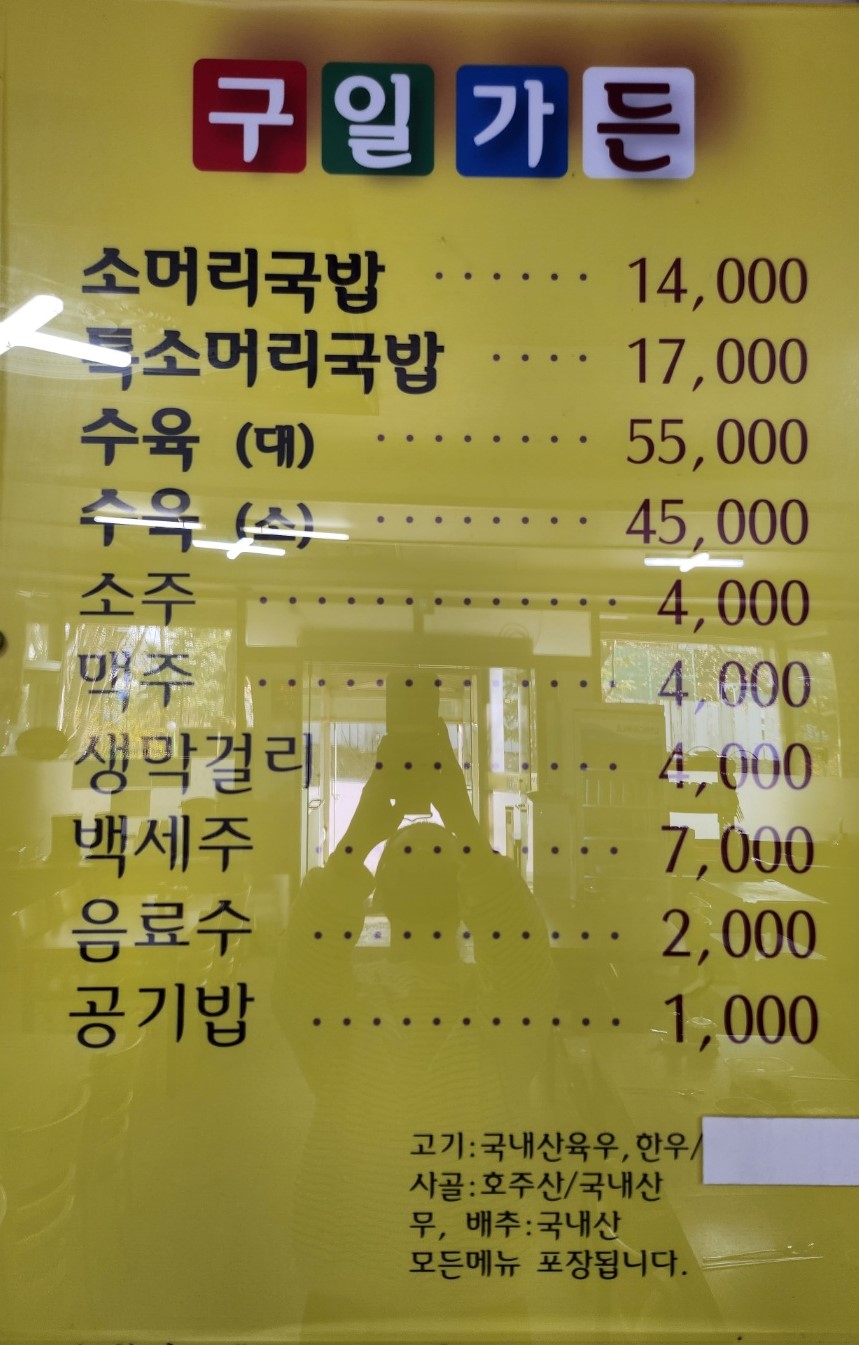 구일가든
소머리국밥 ······ 14,000
특소머리국밥 ···· 17,000
수육 (대) ········ 55,000
수육 (소) ········ 45,000
소주 ············· 4,000
맥주 ············· 4,000
생막걸리 ········· 4,000
백세주 ··········· 7,000
음료수 ··········· 2,000
공기밥 ··········· 1,000
고기:국내산육우,한우/
사골:호주산/국내산
무, 배추:국내산
모든메뉴 포장됩니다.